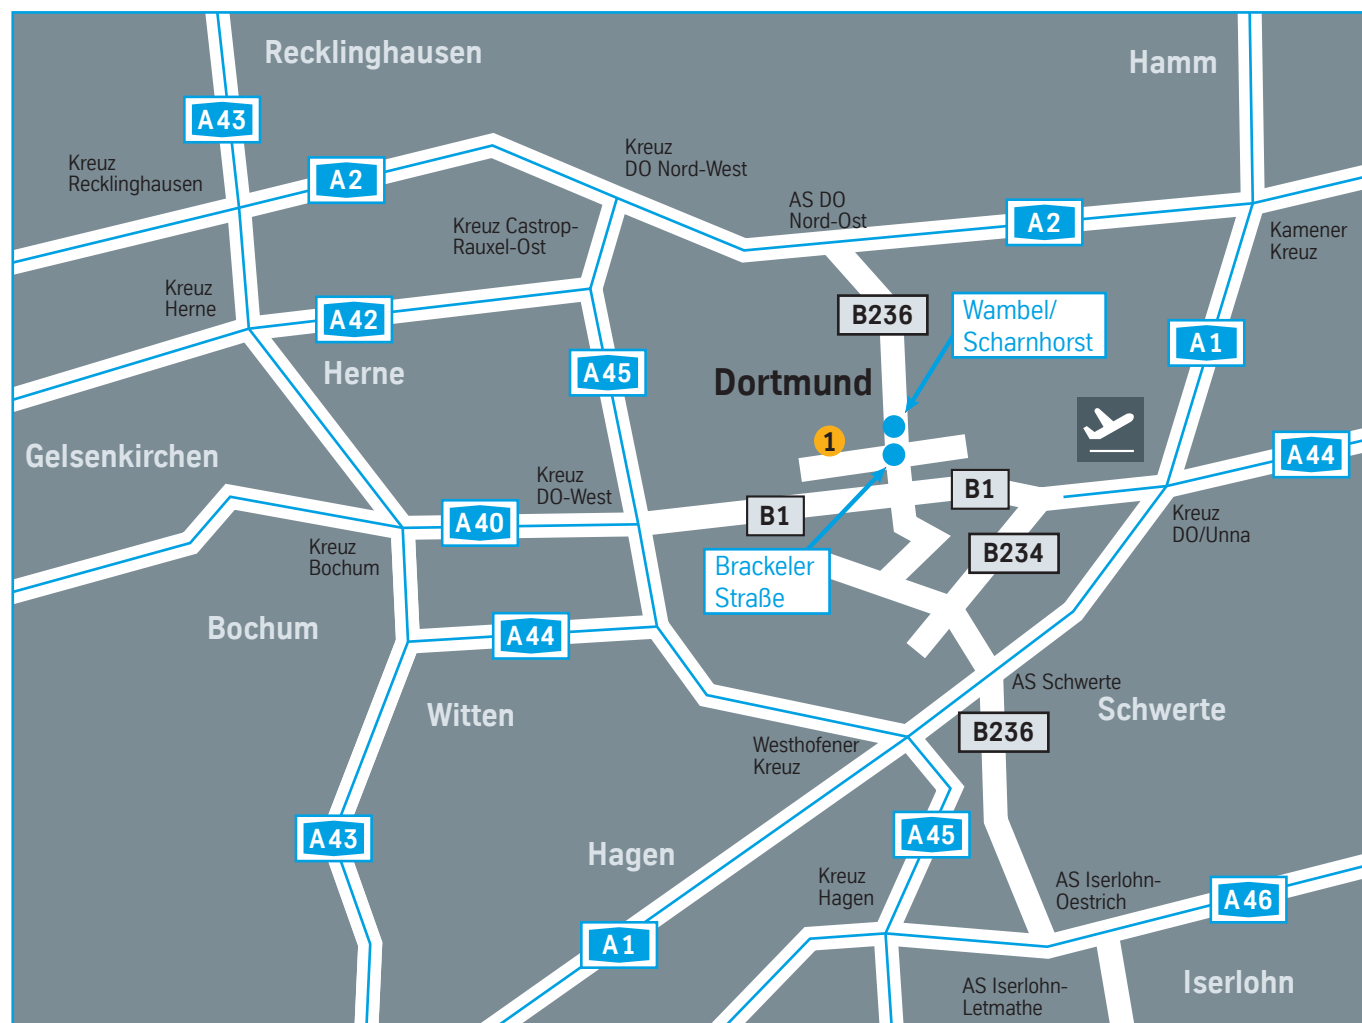 Recklinghausen
Hamm
A43
Kreuz
Recklinghausen
A2
Kreuz
DO Nord-West
AS DO
Nord-Ost
A2
Kreuz Castrop-
Rauxel-Ost
Kamener
Kreuz
Kreuz
Herne
A42
B236
Wambel/
Scharnhorst
A1
Herne
A45
Dortmund
1
Gelsenkirchen
A44
Kreuz
DO-West
B1
B1
A40
Kreuz
Bochum
Kreuz
DO/Unna
B234
Brackeler
Straße
Bochum
A44
AS Schwerte
Schwerte
Witten
B236
Westhofener
Kreuz
A43
Hagen
A45
Kreuz
Hagen
AS Iserlohn-
Oestrich
A46
A1
AS Iserlohn-
Letmathe
Iserlohn